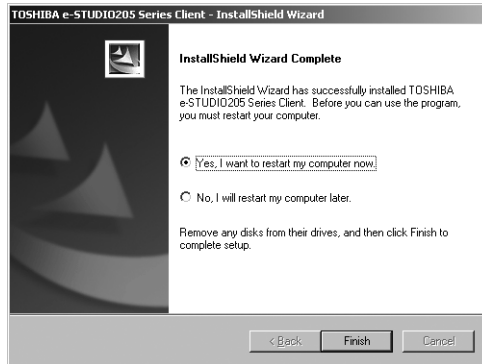 TOSHIBA e-STUDIO205 Series Client - InstallShield Wizard
InstallShield Wizard Complete
The InstallShield Wizard has successfully installed TOSHIBA
e-STUDIO205 Series Client.  Before you can use the program,
you must restart your computer.
Yes, I want to restart my computer now.
No, I will restart my computer later.
Remove any disks from their drives, and then click Finish to
complete setup.
< Back
Finish
Cancel